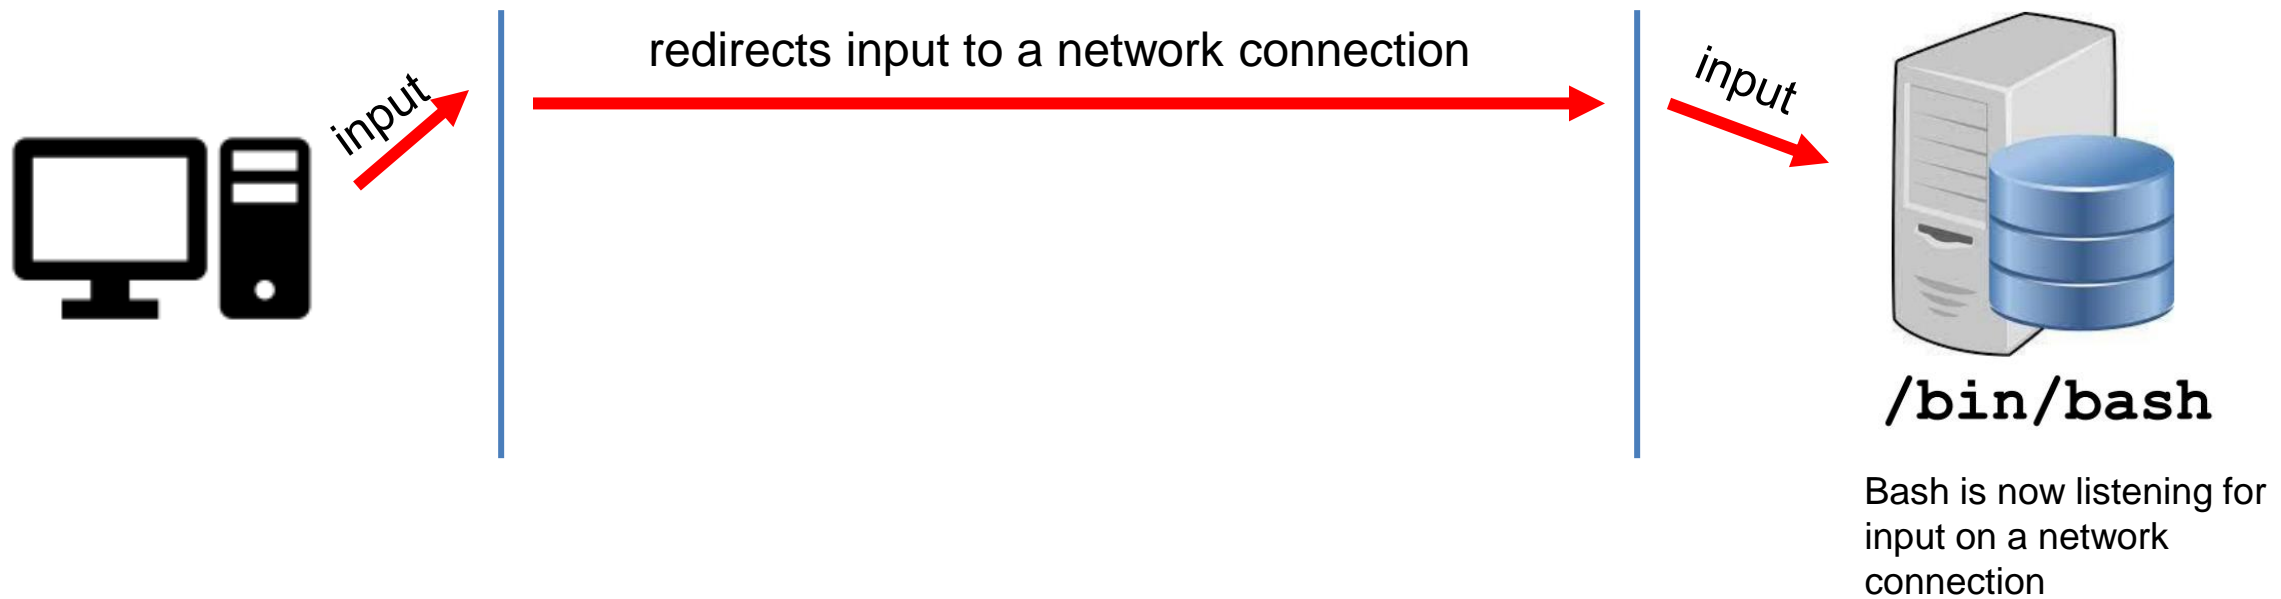 redirects input to a network connection
input
input
/bin/bash
Bash is now listening for
input on a network
connection